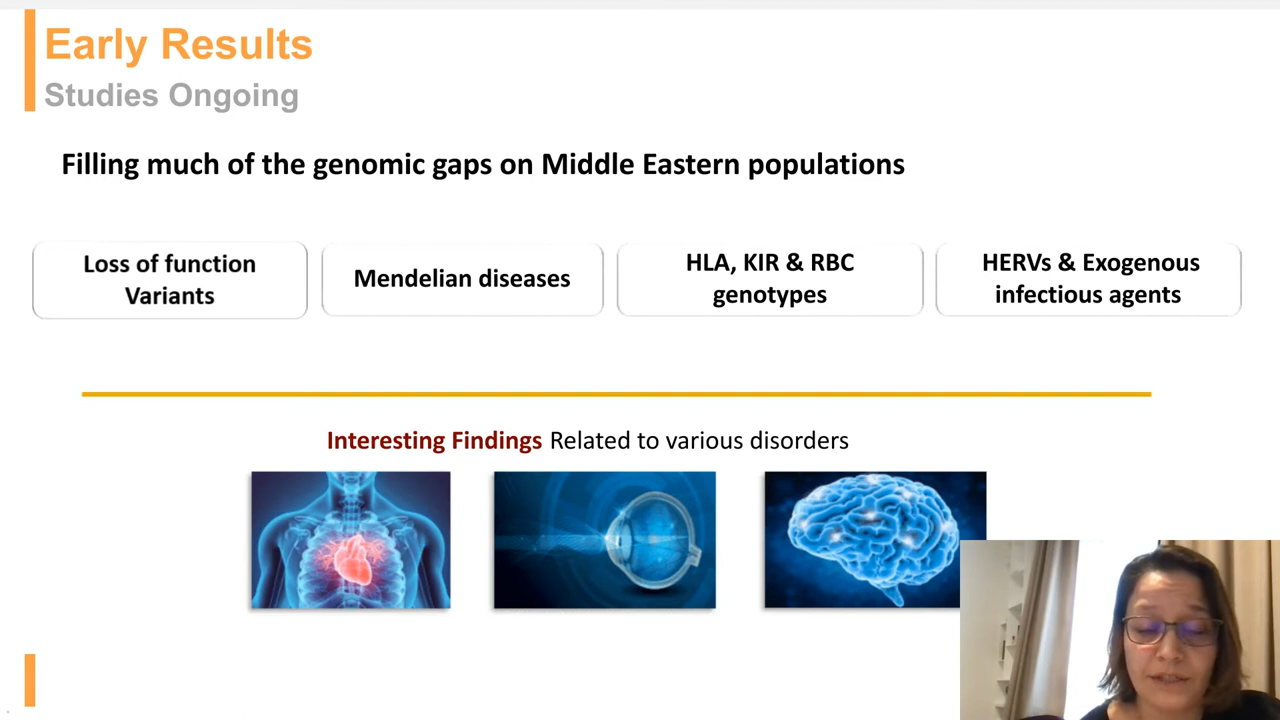 Early Results
Studies Ongoing
Filling much of the genomic gaps on Middle Eastern populations
Loss of function
Variants
Mendelian diseases
HLA, KIR & RBC
genotypes
HERVs & Exogenous
infectious agents
Interesting Findings Related to various disorders